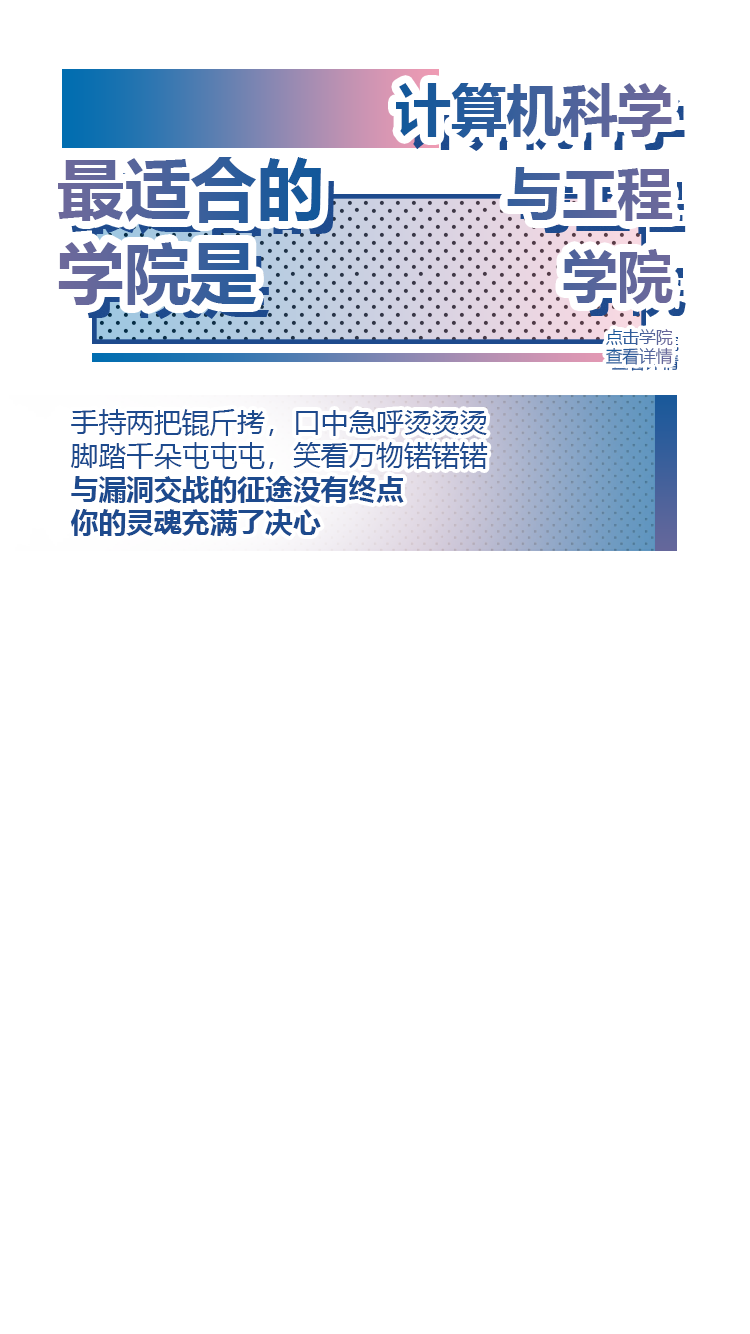 最适合的
学院是
计算机科学
与工程
学院
点击学院
查看详情
手持两把锟斤拷，口中急呼烫烫烫
脚踏千朵屯屯屯，笑看万物锘锘锘
与漏洞交战的征途没有终点
你的灵魂充满了决心